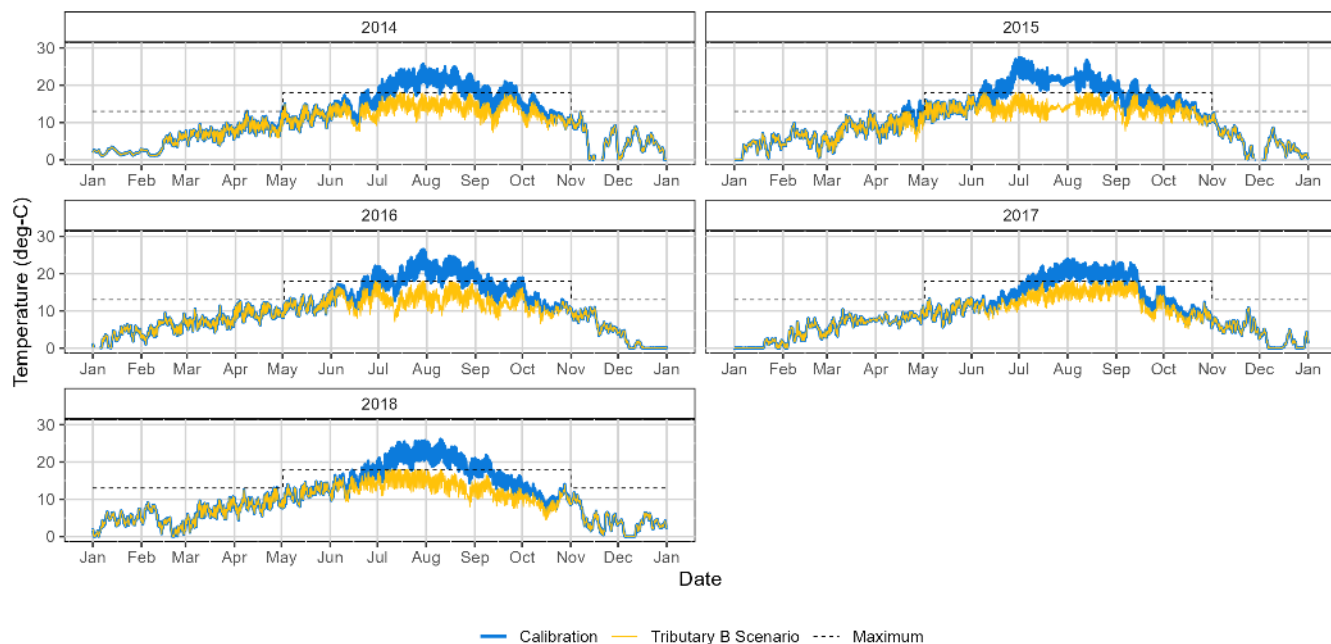 2014
2015
30
20
10
0
Jan Feb Mar Apr May Jun Jul Aug Sep Oct Nov Dec Jan
Jan Feb Mar Apr May Jun Jul Aug Sep Oct Nov Dec Jan
2016
2017
Temperature (deg-C)
30
20
10
0
Jan Feb Mar Apr May Jun Jul Aug Sep Oct Nov Dec Jan
Jan Feb Mar Apr May Jun Jul Aug Sep Oct Nov Dec Jan
2018
30
20
10
0
Jan Feb Mar Apr May Jun Jul Aug Sep Oct Nov Dec Jan
Date
Calibration Tributary B Scenario Maximum